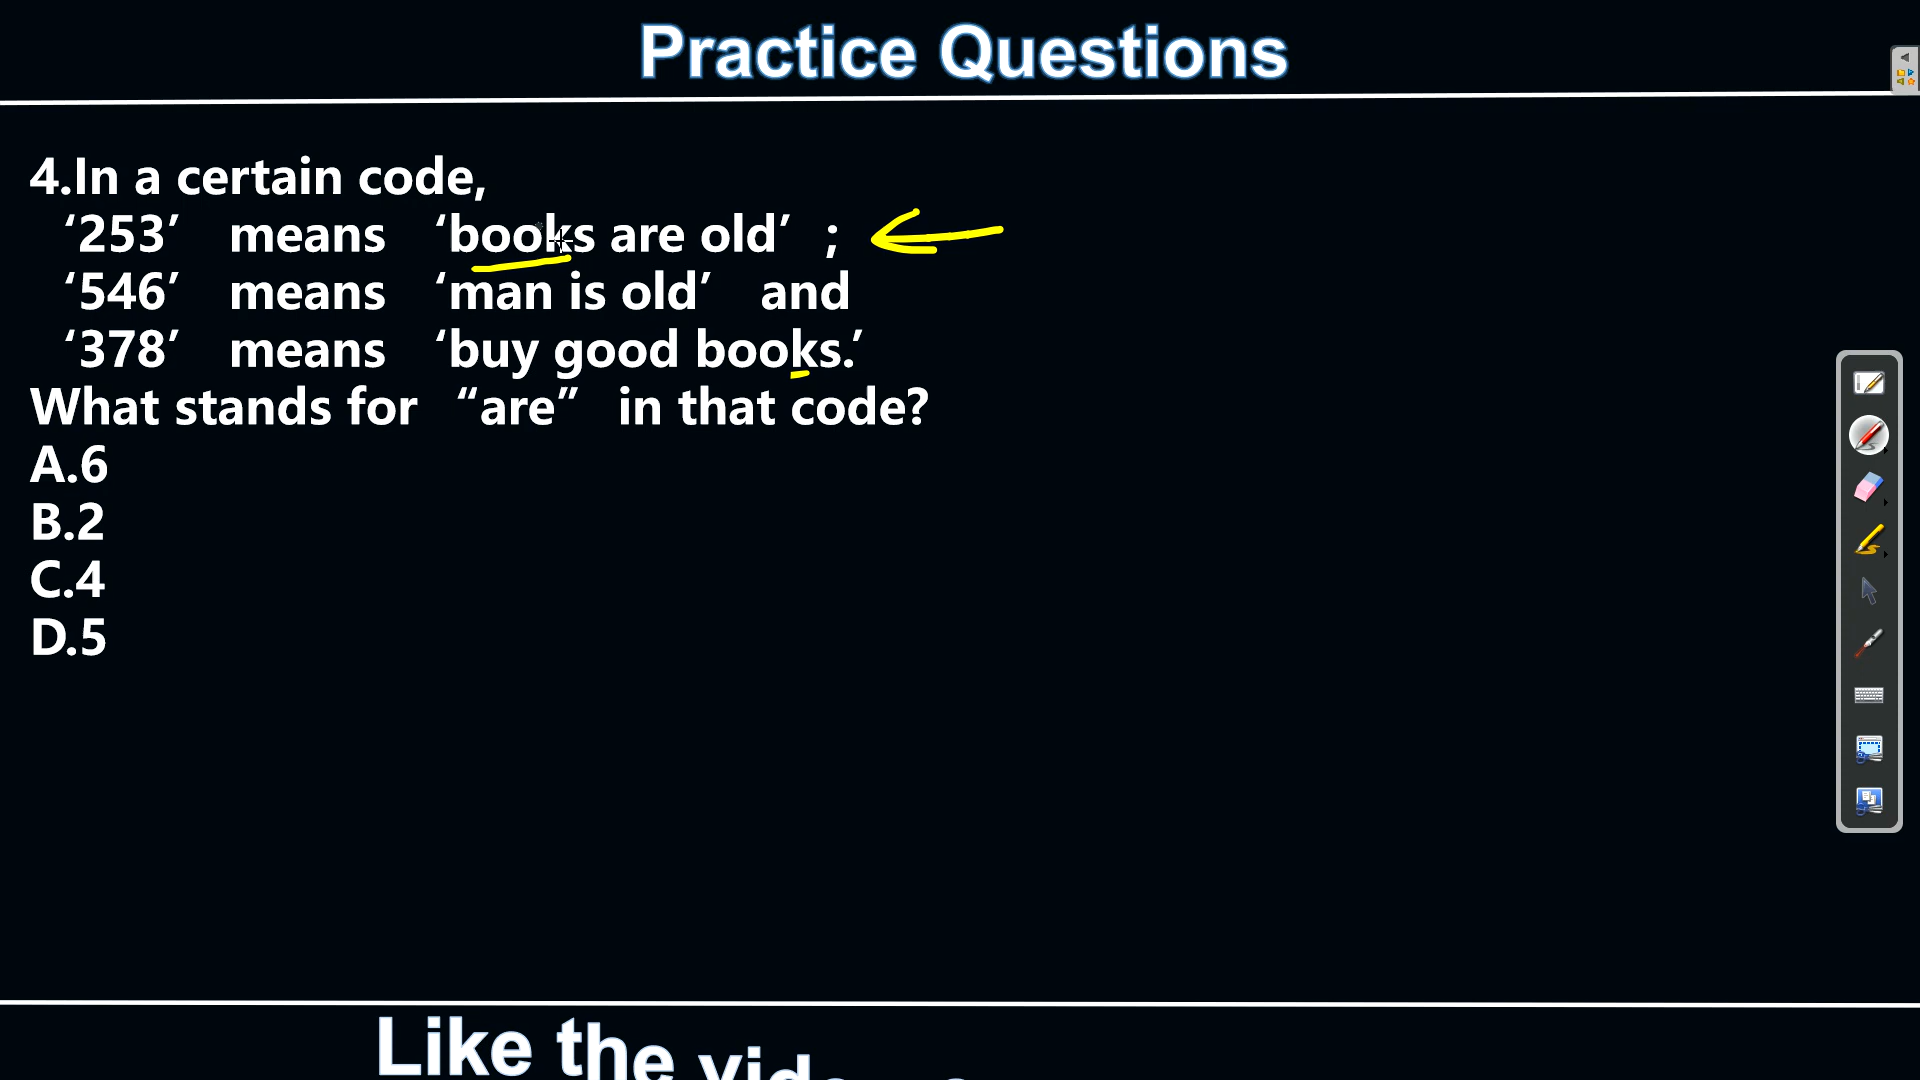 Practice Questions
4.In a certain code,
‘253’ means ‘books are old’ ;
‘546’ means ‘man is old’ and
‘378’ means ‘buy good books.’
What stands for “are” in that code?
A.6
B.2
C.4
D.5
Like the